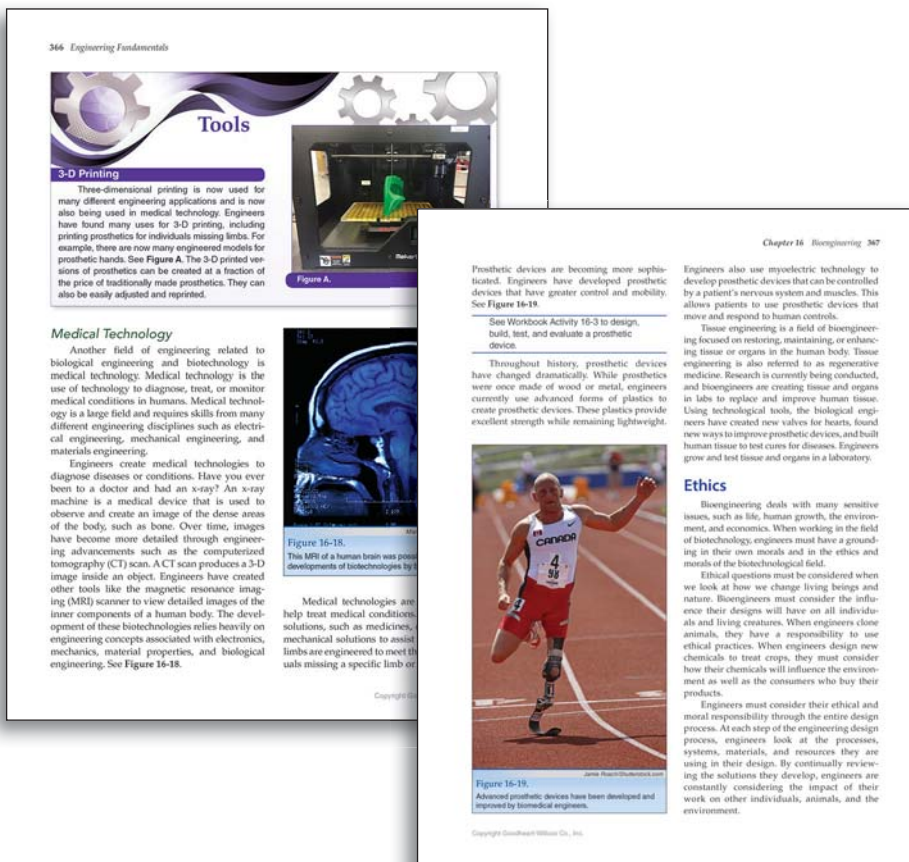 366 Engineering Fundamentals
Tools
3-D Printing
Three-dimensional printing is now used for
many different engineering applications and is now
also being used in medical technology. Engineers
have found many uses for 3-D printing, including
printing prosthetics for individuals missing limbs. For
example, there are now many engineered models for
prosthetic hands. See Figure A. The 3-D printed ver-
sions of prosthetics can be created at a fraction of
the price of traditionally made prosthetics. They can
also be easily adjusted and reprinted.
Figure A.
Medical Technology
Another field of engineering related to
biological engineering and biotechnology is
medical technology. Medical technology is the
use of technology to diagnose, treat, or monitor
medical conditions in humans. Medical technol-
ogy is a large field and requires skills from many
different engineering disciplines such as electri-
cal engineering, mechanical engineering, and
materials engineering.
Engineers create medical technologies to
diagnose diseases or conditions. Have you ever
been to a doctor and had an x-ray? An x-ray
machine is a medical device that is used to
observe and create an image of the dense areas
of the body, such as bone. Over time, images
have become more detailed through engineer-
ing advancements such as the computerized
tomography (CT) scan. A CT scan produces a 3-D
image inside an object. Engineers have created
other tools like the magnetic resonance imag-
ing (MRI) scanner to view detailed images of the
inner components of a human body. The devel-
opment of these biotechnologies relies heavily on
engineering concepts associated with electronics,
mechanics, material properties, and biological
engineering. See Figure 16-18.
Figure 16-18.
This MRI of a human brain was
developments of biotechnologies by
Medical technologies are
help treat medical conditions.
solutions, such as medicines,
mechanical solutions to assist
limbs are engineered to meet
uals missing a specific limb or
Copyright
Chapter 16 Bioengineering 367
Prosthetic devices are becoming more sophis-
ticated. Engineers have developed prosthetic
devices that have greater control and mobility.
See Figure 16-19.
See Workbook Activity 16-3 to design,
build, test, and evaluate a prosthetic
device.
Throughout history, prosthetic devices
have changed dramatically. While prosthetics
were once made of wood or metal, engineers
currently use advanced forms of plastics to
create prosthetic devices. These plastics provide
excellent strength while remaining lightweight.
CANADA
4
98
Jamie Roach/Shutterstock.com
Figure 16-19.
Advanced prosthetic devices have been developed and
improved by biomedical engineers.
Engineers also use myoelectric technology to
develop prosthetic devices that can be controlled
by a patient's nervous system and muscles. This
allows patients to use prosthetic devices that
move and respond to human controls.
Tissue engineering is a field of bioengineer-
ing focused on restoring, maintaining, or enhanc-
ing tissue or organs in the human body. Tissue
engineering is also referred to as regenerative
medicine. Research is currently being conducted,
and bioengineers are creating tissue and organs
in labs to replace and improve human tissue.
Using technological tools, the biological engi-
neers have created new valves for hearts, found
new ways to improve prosthetic devices, and built
human tissue to test cures for diseases. Engineers
grow and test tissue and organs in a laboratory.
Ethics
Bioengineering deals with many sensitive
issues, such as life, human growth, the environ-
ment, and economics. When working in the field
of biotechnology, engineers must have a ground-
ing in their own morals and in the ethics and
morals of the biotechnological field.
Ethical questions must be considered when
we look at how we change living beings and
nature. Bioengineers must consider the influ-
ence their designs will have on all individu-
als and living creatures. When engineers clone
animals, they have a responsibility to use
ethical practices. When engineers design new
chemicals to treat crops, they must consider
how their chemicals will influence the environ-
ment as well as the consumers who buy their
products.
Engineers must consider their ethical and
moral responsibility through the entire design
process. At each step of the engineering design
process, engineers look at the processes,
systems, materials, and resources they are
using in their design. By continually review-
ing the solutions they develop, engineers are
constantly considering the impact of their
work on other individuals, animals, and the
environment.
Copyright Goodheart-Willcox Co., Inc.